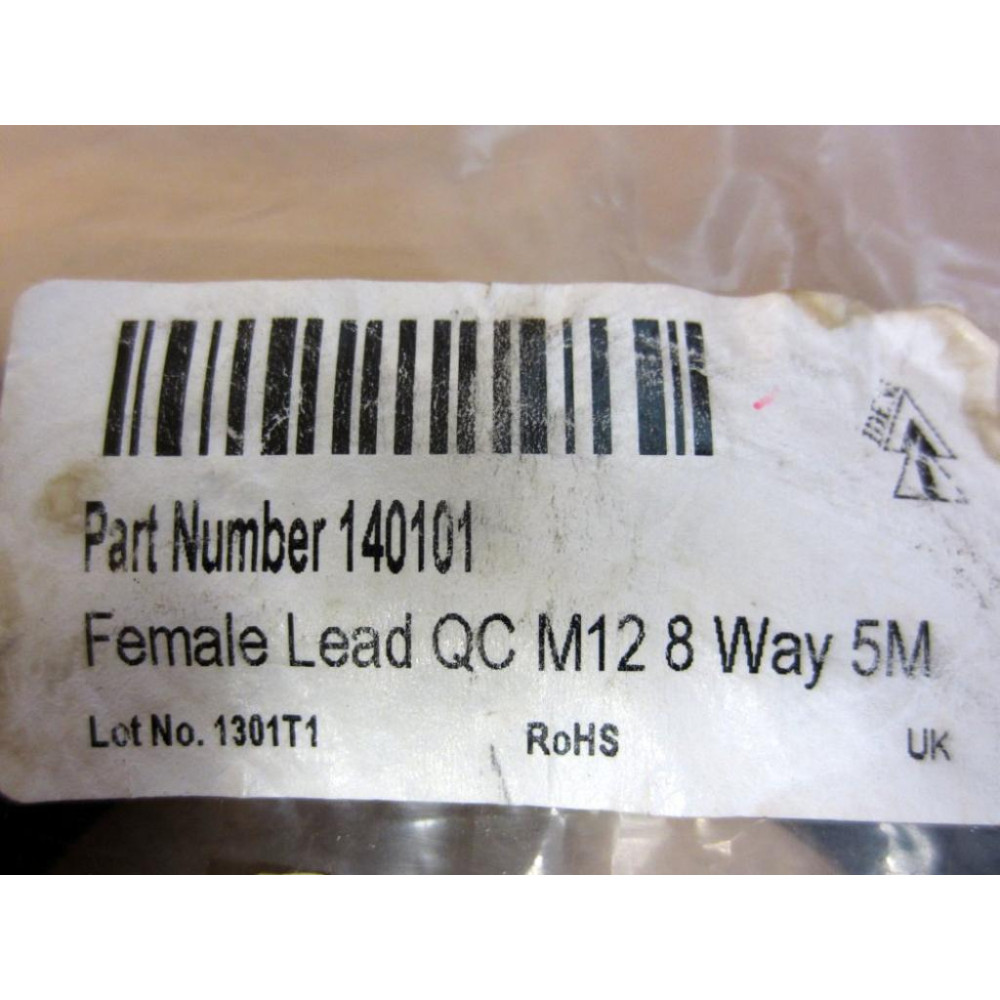 Part Number 140101
Female Lead QC M12 8 Way 5M
Lot No. 1301T1 RoHS UK